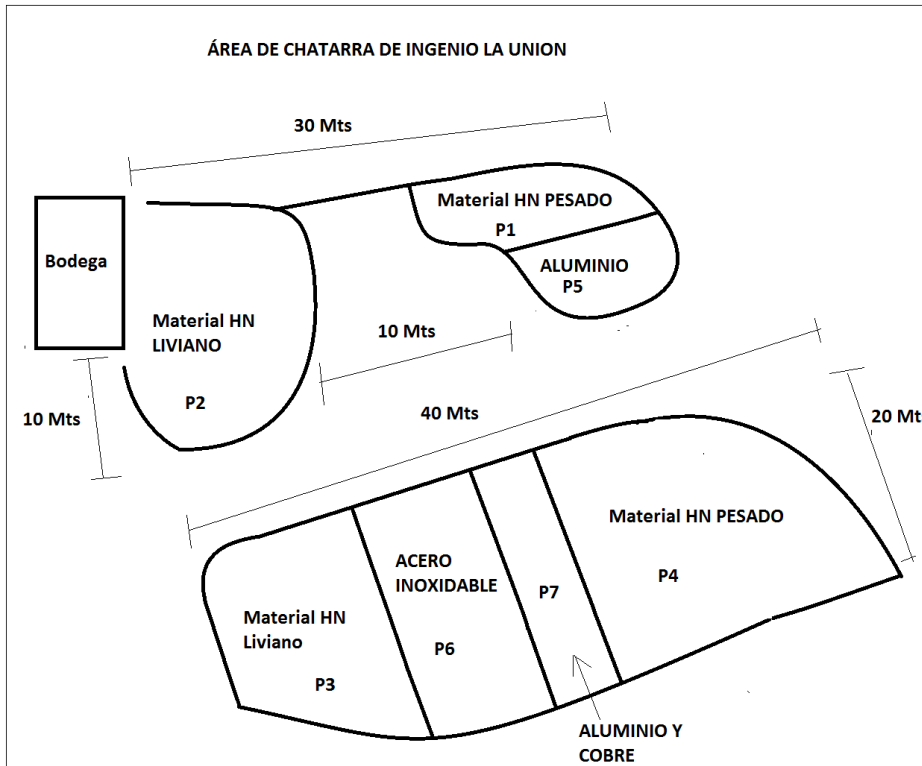 ÁREA DE CHATARRA DE INGENIO LA UNION
30 Mts
Material HN PESADO
P1
Bodega
ALUMINIO
P5
Material HN
LIVIANO
P2
10 Mts
10 Mts
40 Mts
20 Mt
Material HN PESADO
P4
ACERO
INOXIDABLE
P6
P7
Material HN
Liviano
P3
ALUMINIO Y
COBRE